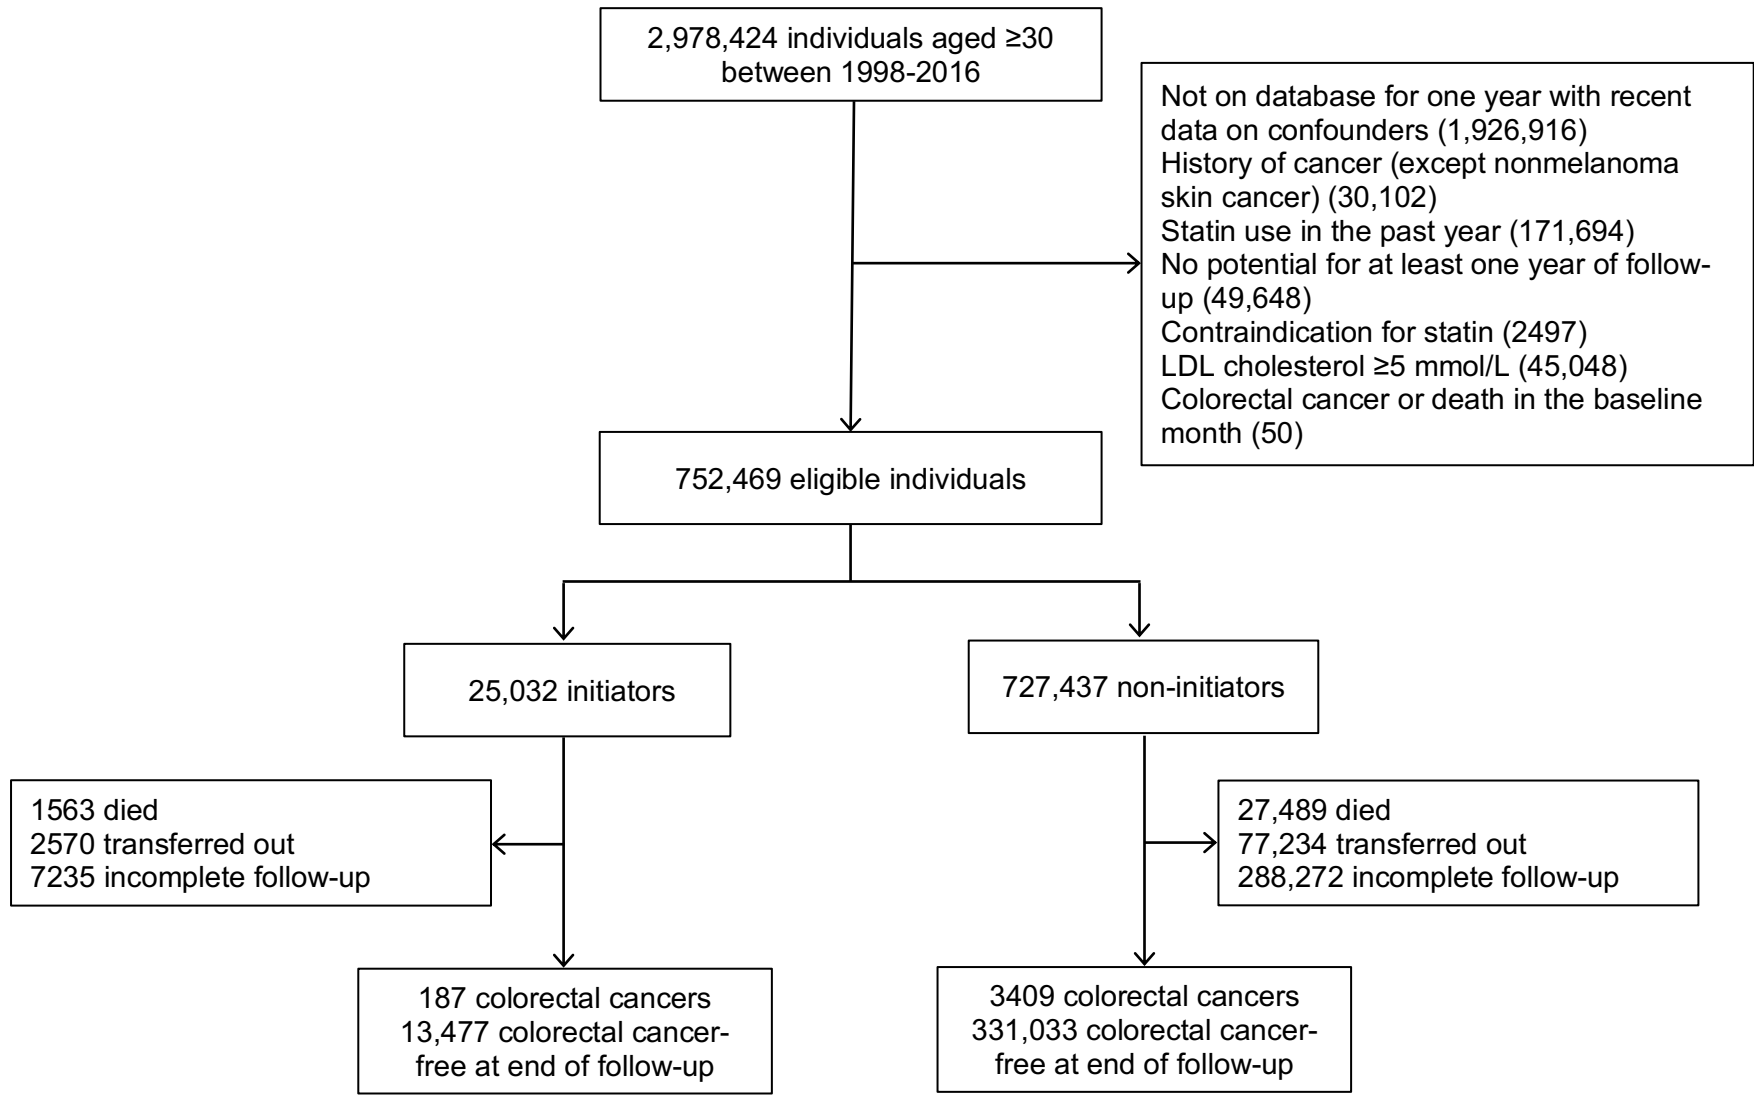 2,978,424 individuals aged ≥30
between 1998-2016
Not on database for one year with recent
data on confounders (1,926,916)
History of cancer (except nonmelanoma
skin cancer) (30,102)
Statin use in the past year (171,694)
No potential for at least one year of follow-
up (49,648)
Contraindication for statin (2497)
LDL cholesterol ≥5 mmol/L (45,048)
Colorectal cancer or death in the baseline
month (50)
752,469 eligible individuals
25,032 initiators
727,437 non-initiators
1563 died
2570 transferred out
7235 incomplete follow-up
27,489 died
77,234 transferred out
288,272 incomplete follow-up
187 colorectal cancers
13,477 colorectal cancer-
free at end of follow-up
3409 colorectal cancers
331,033 colorectal cancer-
free at end of follow-up